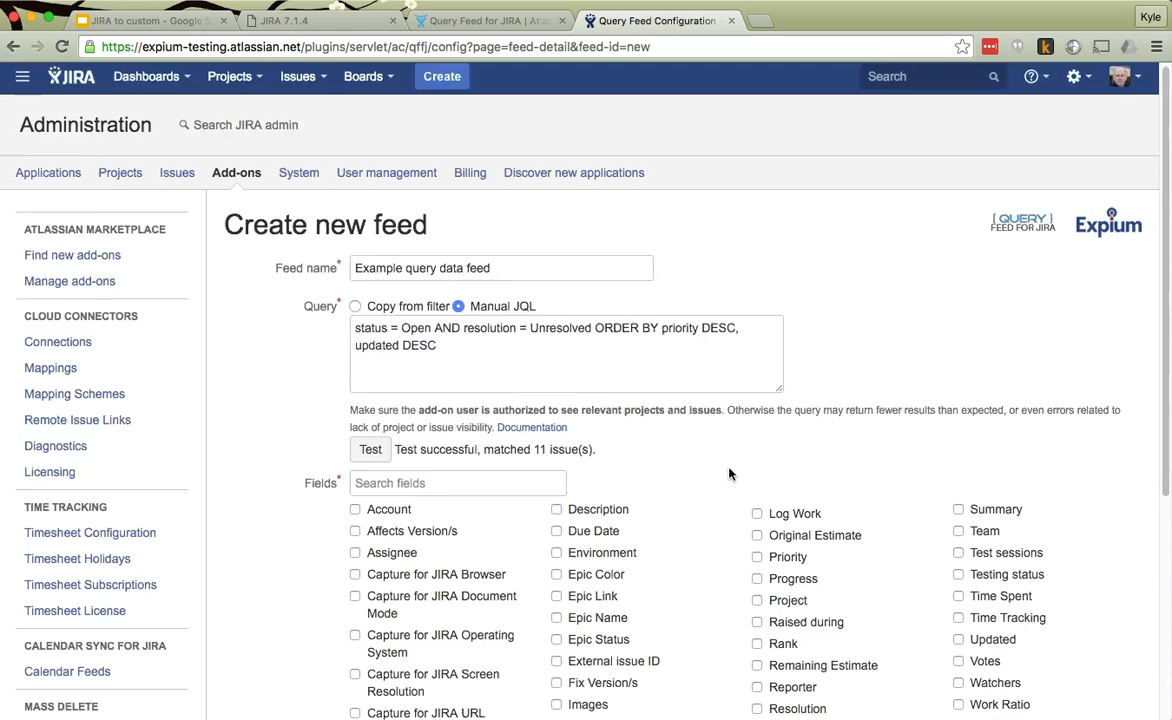 JIRA to custom - Google S
JIRA 7.1.4
Query Feed for JIRA | Atlas
Query Feed Configuration
Kyle
https://expium-testing.atlassian.net/plugins/servlet/ac/qffj/config?page=feed-detail&feed-id=new
JIRA Dashboards Projects Issues Boards Create Search
Administration Search JIRA admin
Applications Projects Issues Add-ons System User management Billing Discover new applications
ATLASSIAN MARKETPLACE
Find new add-ons
Manage add-ons
CLOUD CONNECTORS
Connections
Mappings
Mapping Schemes
Remote Issue Links
Diagnostics
Licensing
TIME TRACKING
Timesheet Configuration
Timesheet Holidays
Timesheet Subscriptions
Timesheet License
CALENDAR SYNC FOR JIRA
Calendar Feeds
MASS DELETE
Create new feed
{QUERY}
FEED FOR JIRA
Expium
Feed name* Example query data feed
Query* Copy from filter Manual JQL
status = Open AND resolution = Unresolved ORDER BY priority DESC,
updated DESC
Make sure the add-on user is authorized to see relevant projects and issues. Otherwise the query may return fewer results than expected, or even errors related to
lack of project or issue visibility. Documentation
Test Test successful, matched 11 issue(s).
Fields* Search fields
Account
Affects Version/s
Assignee
Capture for JIRA Browser
Capture for JIRA Document
Mode
Capture for JIRA Operating
System
Capture for JIRA Screen
Resolution
Capture for JIRA URL
Description
Due Date
Environment
Epic Color
Epic Link
Epic Name
Epic Status
External issue ID
Fix Version/s
Images
Log Work
Original Estimate
Priority
Progress
Project
Raised during
Rank
Remaining Estimate
Reporter
Resolution
Summary
Team
Test sessions
Testing status
Time Spent
Time Tracking
Updated
Votes
Watchers
Work Ratio